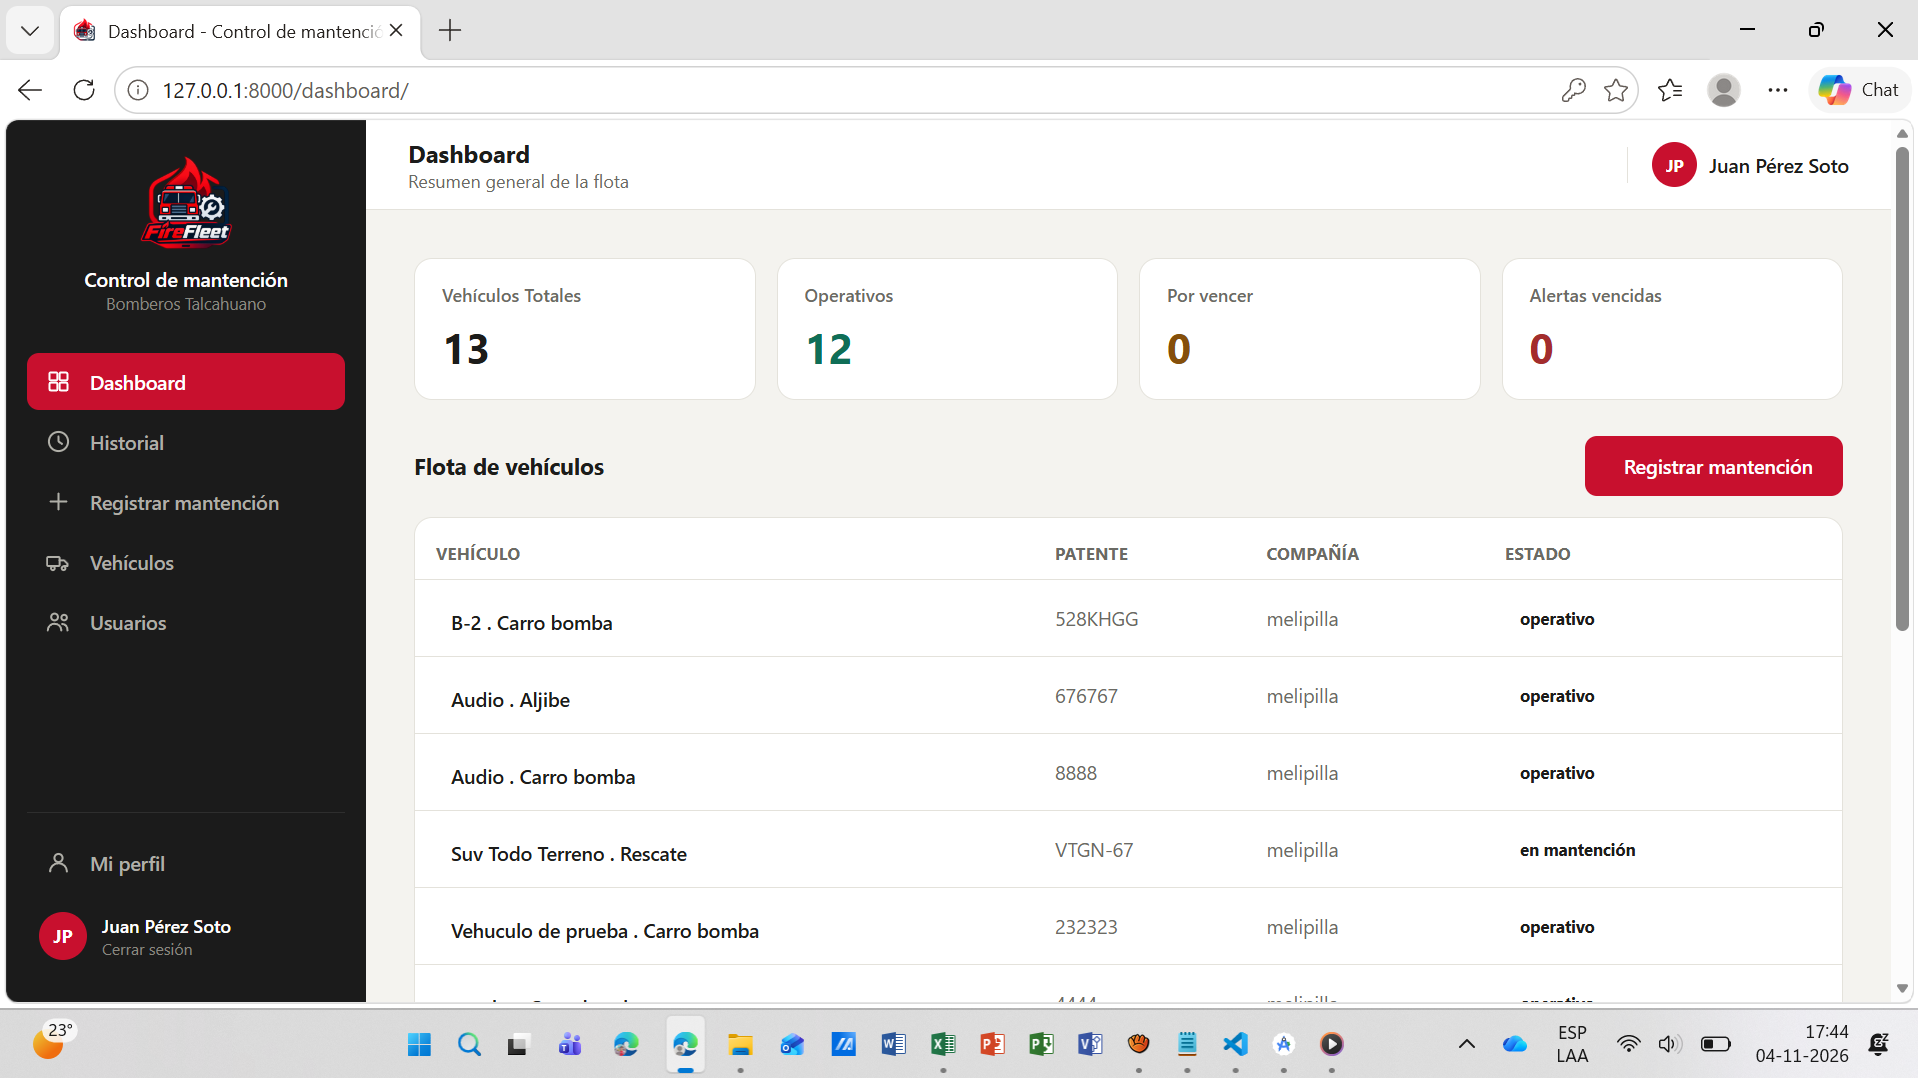 Dashboard - Control de mantenció
127.0.0.1:8000/dashboard/
Chat
FireFleet
Control de mantención
Bomberos Talcahuano
Dashboard
Historial
Registrar mantención
Vehículos
Usuarios
Mi perfil
JP
Juan Pérez Soto
Cerrar sesión
Dashboard
Resumen general de la flota
JP
Juan Pérez Soto
Vehículos Totales
13
Operativos
12
Por vencer
0
Alertas vencidas
0
Flota de vehículos
Registrar mantención
VEHÍCULO PATENTE COMPAÑÍA ESTADO
B-2 . Carro bomba 528KHGG melipilla operativo
Audio . Aljibe 676767 melipilla operativo
Audio . Carro bomba 8888 melipilla operativo
Suv Todo Terreno . Rescate VTGN-67 melipilla en mantención
Vehuculo de prueba . Carro bomba 232323 melipilla operativo
4444 melipilla operativo
23°
ESP
LAA
17:44
04-11-2026